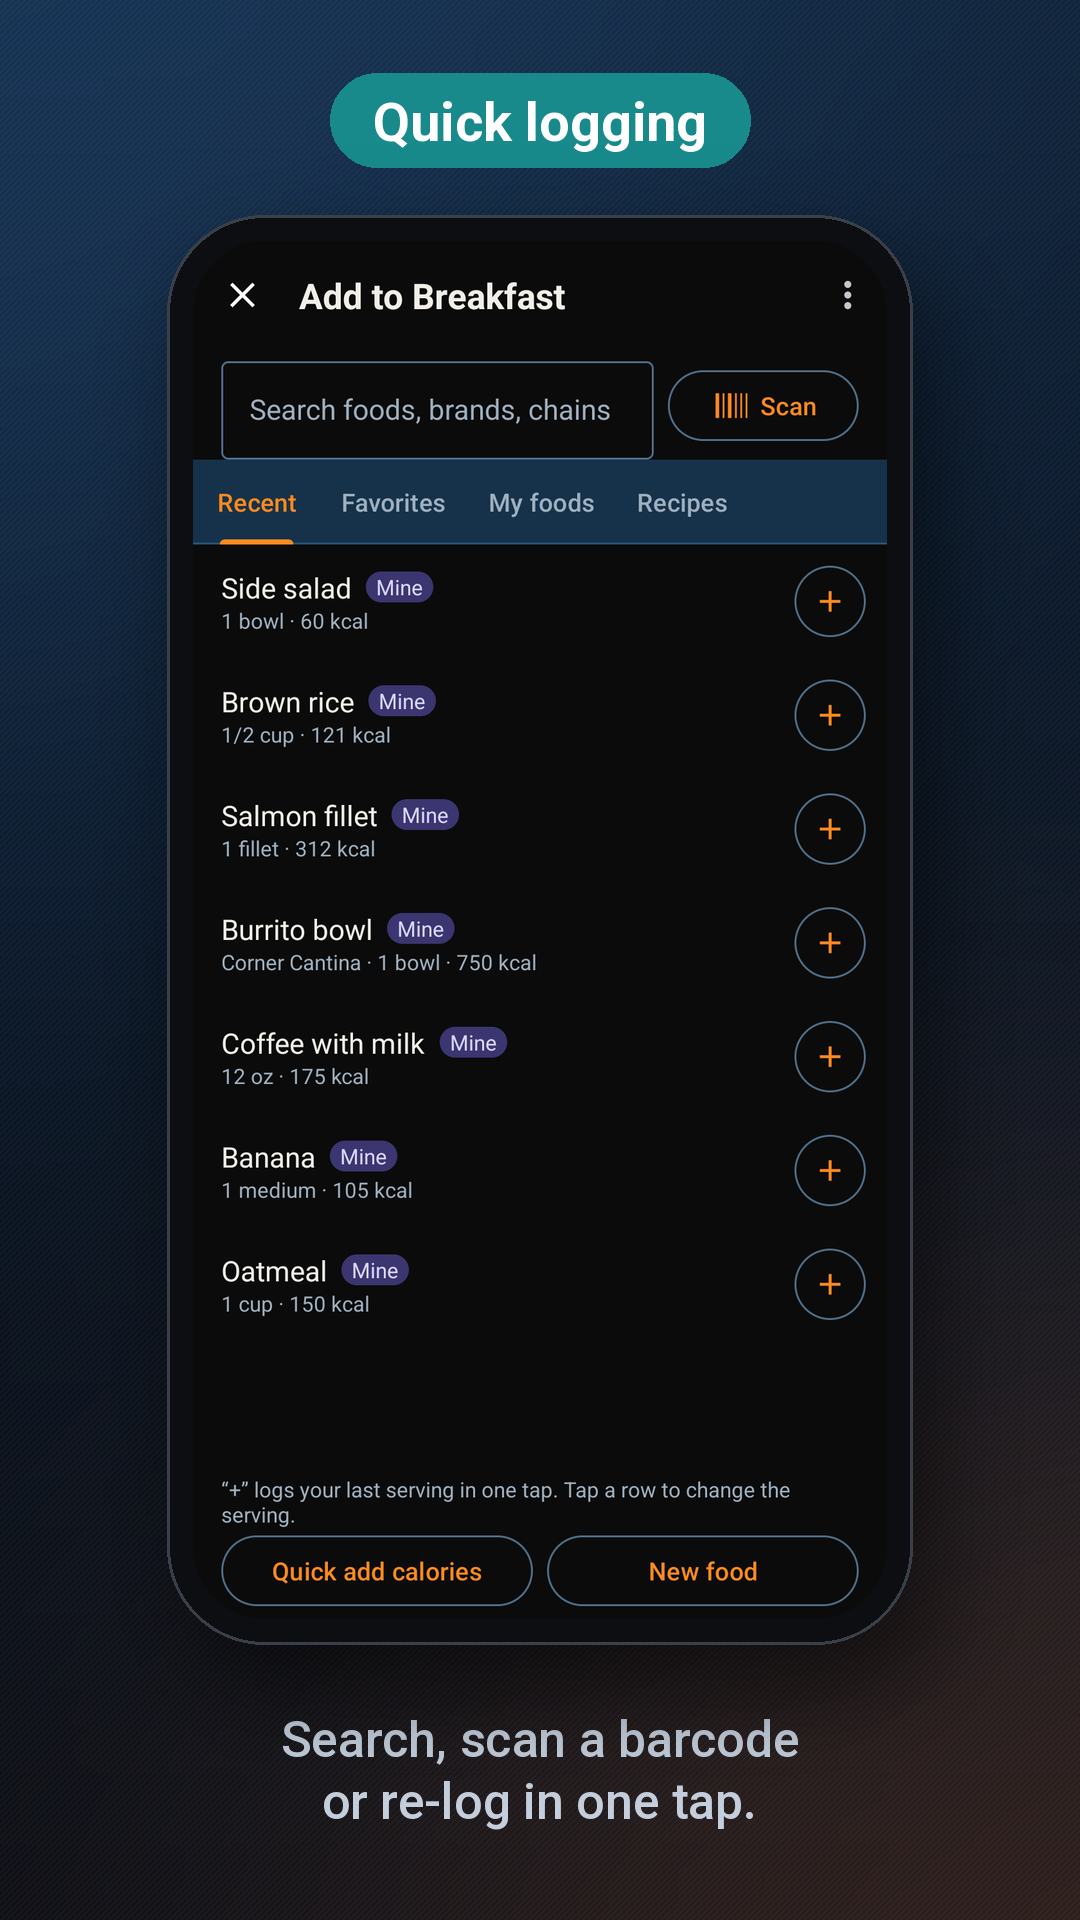 Quick logging
Add to Breakfast
Search foods, brands, chains
Scan
Recent Favorites My foods Recipes
Side salad Mine
1 bowl · 60 kcal
Brown rice Mine
1/2 cup · 121 kcal
Salmon fillet Mine
1 fillet · 312 kcal
Burrito bowl Mine
Corner Cantina · 1 bowl · 750 kcal
Coffee with milk Mine
12 oz · 175 kcal
Banana Mine
1 medium · 105 kcal
Oatmeal Mine
1 cup · 150 kcal
“+” logs your last serving in one tap. Tap a row to change the
serving.
Quick add calories New food
Search, scan a barcode
or re-log in one tap.